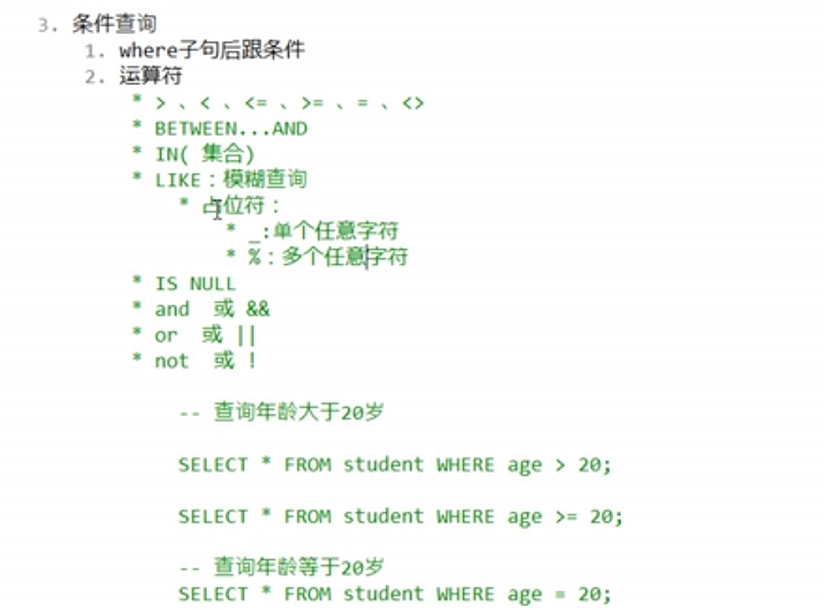 3. 条件查询
1. where子句后跟条件
2. 运算符
* > 、< 、<= 、>= 、= 、<>
* BETWEEN...AND
* IN( 集合)
* LIKE：模糊查询
* 占位符：
* _:单个任意字符
* %：多个任意字符
* IS NULL
* and 或 &&
* or 或 ||
* not 或 !
-- 查询年龄大于20岁
SELECT * FROM student WHERE age > 20;
SELECT * FROM student WHERE age >= 20;
-- 查询年龄等于20岁
SELECT * FROM student WHERE age = 20;